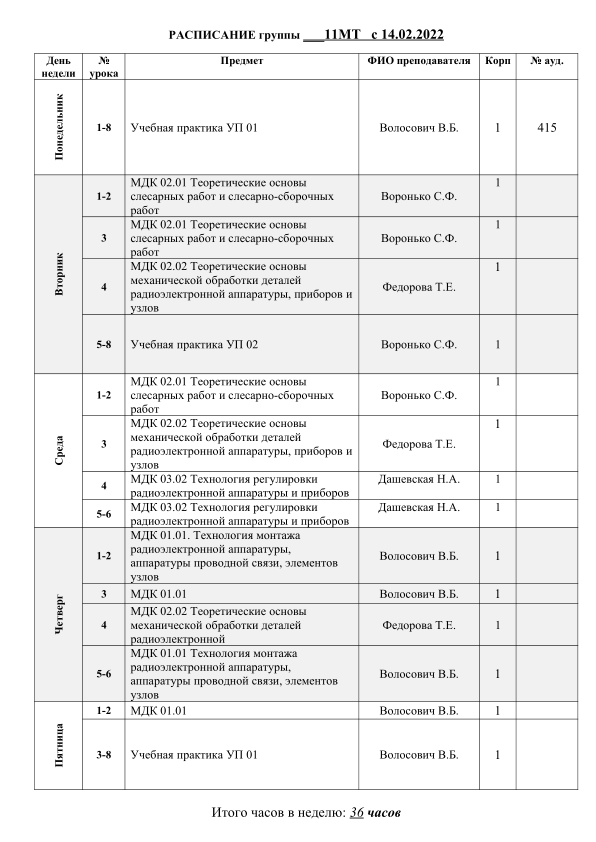 РАСПИСАНИЕ группы ___11МТ с 14.02.2022
День недели № урока Предмет ФИО преподавателя Корп № ауд.
Понедельник
1-8 Учебная практика УП 01 Волосович В.Б. 1 415
Вторник
1-2 МДК 02.01 Теоретические основы
слесарных работ и слесарно-сборочных
работ Воронько С.Ф. 1
3 МДК 02.01 Теоретические основы
слесарных работ и слесарно-сборочных
работ Воронько С.Ф. 1
4 МДК 02.02 Теоретические основы
механической обработки деталей
радиоэлектронной аппаратуры, приборов и
узлов Федорова Т.Е. 1
5-8 Учебная практика УП 02 Воронько С.Ф. 1
Среда
1-2 МДК 02.01 Теоретические основы
слесарных работ и слесарно-сборочных
работ Воронько С.Ф. 1
3 МДК 02.02 Теоретические основы
механической обработки деталей
радиоэлектронной аппаратуры, приборов и
узлов Федорова Т.Е. 1
4 МДК 03.02 Технология регулировки
радиоэлектронной аппаратуры и приборов Дашевская Н.А. 1
5-6 МДК 03.02 Технология регулировки
радиоэлектронной аппаратуры и приборов Дашевская Н.А. 1
Четверг
1-2 МДК 01.01. Технология монтажа
радиоэлектронной аппаратуры,
аппаратуры проводной связи, элементов
узлов Волосович В.Б. 1
3 МДК 01.01 Волосович В.Б. 1
4 МДК 02.02 Теоретические основы
механической обработки деталей
радиоэлектронной Федорова Т.Е. 1
5-6 МДК 01.01 Технология монтажа
радиоэлектронной аппаратуры,
аппаратуры проводной связи, элементов
узлов Волосович В.Б. 1
Пятница
1-2 МДК 01.01 Волосович В.Б. 1
3-8 Учебная практика УП 01 Волосович В.Б. 1
Итого часов в неделю: 36 часов